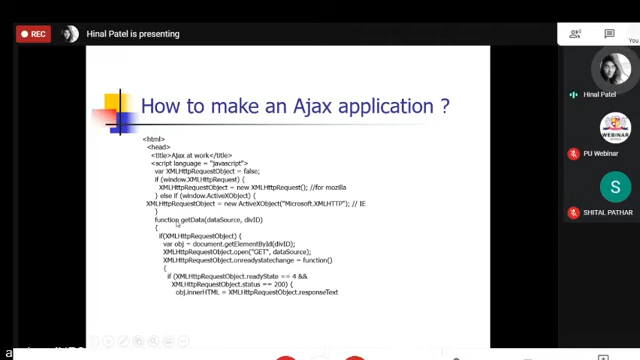 REC
Hinal Patel is presenting
You
How to make an Ajax application ?
<html>
<head>
<title>Ajax at work</title>
<script language = "javascript">
var XMLHttpRequestObject = false;
if (window.XMLHttpRequest) {
XMLHttpRequestObject = new XMLHttpRequest(); //for mozilla
} else if (window.ActiveXObject) {
XMLHttpRequestObject = new ActiveXObject("Microsoft.XMLHTTP"); // IE
}
function getData(dataSource, divID)
{
if(XMLHttpRequestObject) {
var obj = document.getElementById(divID);
XMLHttpRequestObject.open("GET", dataSource);
XMLHttpRequestObject.onreadystatechange = function()
{
if (XMLHttpRequestObject.readyState == 4 &&
XMLHttpRequestObject.status == 200) {
obj.innerHTML = XMLHttpRequestObject.responseText
Hinal Patel
PU Webinar
S
SHITAL PATHAR